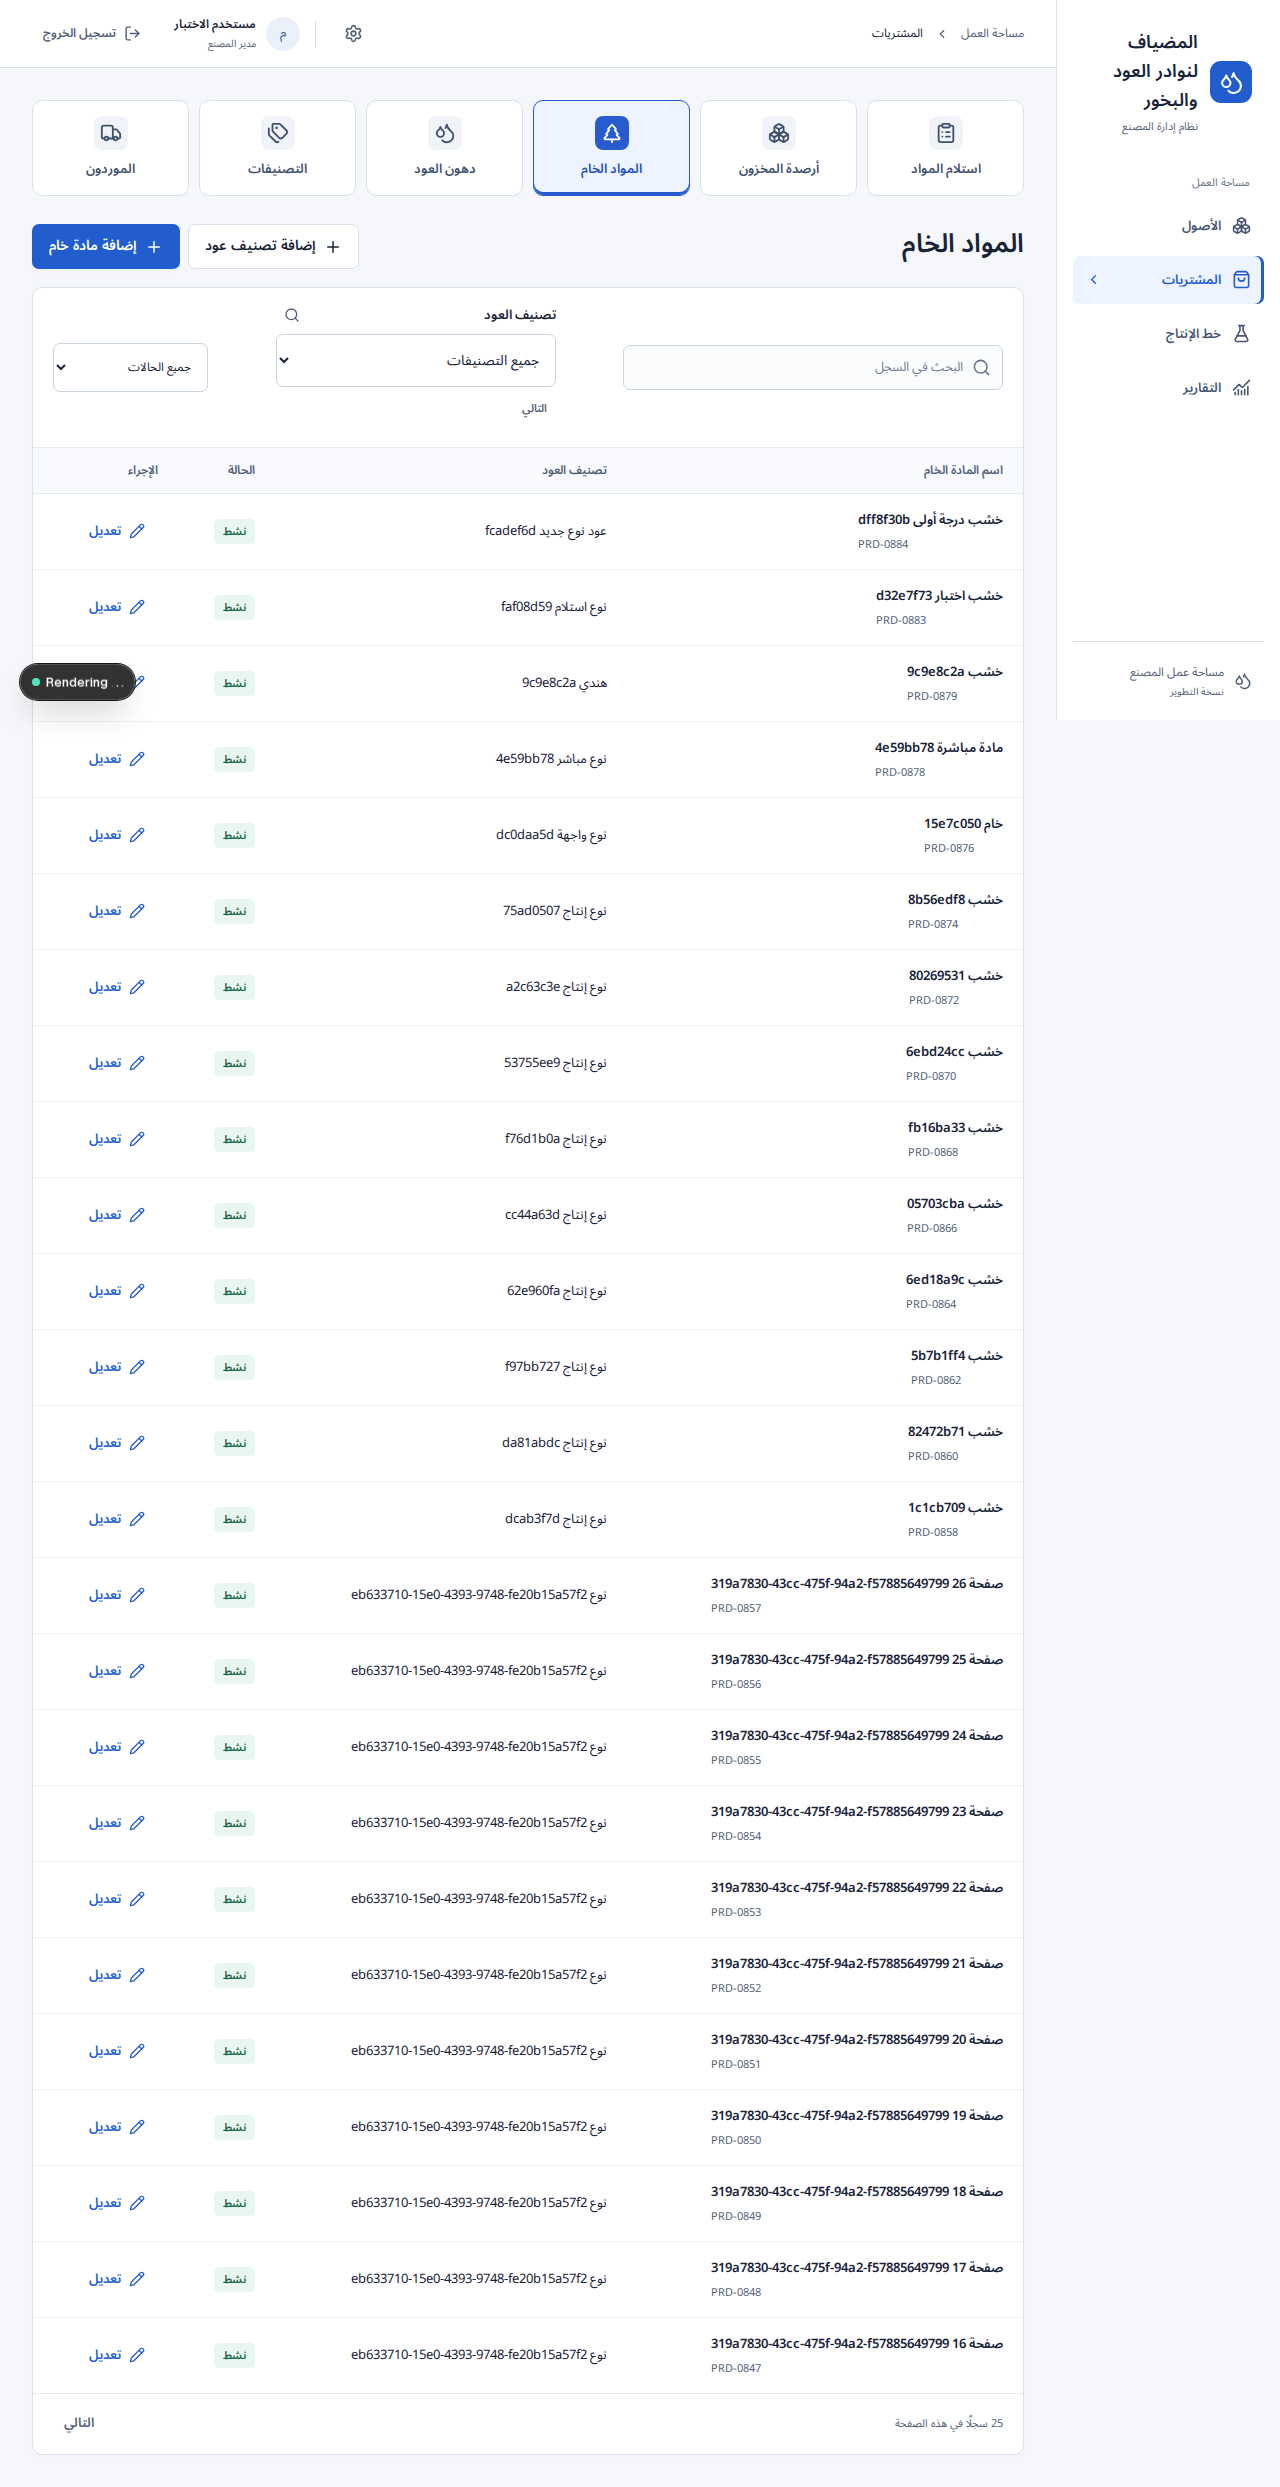 المضياف
لنوادر العود
والبخور
نظام إدارة المصنع
مساحة العمل
الأصول
المشتريات
خط الإنتاج
التقارير
مساحة عمل المصنع
نسخة التطوير
مساحة العمل
المشتريات
م
مستخدم الاختبار
مدير المصنع
تسجيل الخروج
استلام المواد
أرصدة المخزون
المواد الخام
دهون العود
التصنيفات
الموردون
المواد الخام
إضافة تصنيف عود
إضافة مادة خام
البحث في السجل
تصنيف العود
جميع التصنيفات
التالي
جميع الحالات
اسم المادة الخام تصنيف العود الحالة الإجراء
خشب درجة أولى dff8f30b
PRD-0884
عود نوع جديد fcadef6d نشط تعديل
خشب اختبار d32e7f73
PRD-0883
نوع استلام faf08d59 نشط تعديل
خشب 9c9e8c2a
PRD-0879
هندي 9c9e8c2a نشط
Rendering ...
مادة مباشرة 4e59bb78
PRD-0878
نوع مباشر 4e59bb78 نشط تعديل
خام 15e7c050
PRD-0876
نوع واجهة dc0daa5d نشط تعديل
خشب 8b56edf8
PRD-0874
نوع إنتاج 75ad0507 نشط تعديل
خشب 80269531
PRD-0872
نوع إنتاج a2c63c3e نشط تعديل
خشب 6ebd24cc
PRD-0870
نوع إنتاج 53755ee9 نشط تعديل
خشب fb16ba33
PRD-0868
نوع إنتاج f76d1b0a نشط تعديل
خشب 05703cba
PRD-0866
نوع إنتاج cc44a63d نشط تعديل
خشب 6ed18a9c
PRD-0864
نوع إنتاج 62e960fa نشط تعديل
خشب 5b7b1ff4
PRD-0862
نوع إنتاج f97bb727 نشط تعديل
خشب 82472b71
PRD-0860
نوع إنتاج da81abdc نشط تعديل
خشب 1c1cb709
PRD-0858
نوع إنتاج dcab3f7d نشط تعديل
صفحة 26 319a7830-43cc-475f-94a2-f57885649799
PRD-0857
نوع eb633710-15e0-4393-9748-fe20b15a57f2 نشط تعديل
صفحة 25 319a7830-43cc-475f-94a2-f57885649799
PRD-0856
نوع eb633710-15e0-4393-9748-fe20b15a57f2 نشط تعديل
صفحة 24 319a7830-43cc-475f-94a2-f57885649799
PRD-0855
نوع eb633710-15e0-4393-9748-fe20b15a57f2 نشط تعديل
صفحة 23 319a7830-43cc-475f-94a2-f57885649799
PRD-0854
نوع eb633710-15e0-4393-9748-fe20b15a57f2 نشط تعديل
صفحة 22 319a7830-43cc-475f-94a2-f57885649799
PRD-0853
نوع eb633710-15e0-4393-9748-fe20b15a57f2 نشط تعديل
صفحة 21 319a7830-43cc-475f-94a2-f57885649799
PRD-0852
نوع eb633710-15e0-4393-9748-fe20b15a57f2 نشط تعديل
صفحة 20 319a7830-43cc-475f-94a2-f57885649799
PRD-0851
نوع eb633710-15e0-4393-9748-fe20b15a57f2 نشط تعديل
صفحة 19 319a7830-43cc-475f-94a2-f57885649799
PRD-0850
نوع eb633710-15e0-4393-9748-fe20b15a57f2 نشط تعديل
صفحة 18 319a7830-43cc-475f-94a2-f57885649799
PRD-0849
نوع eb633710-15e0-4393-9748-fe20b15a57f2 نشط تعديل
صفحة 17 319a7830-43cc-475f-94a2-f57885649799
PRD-0848
نوع eb633710-15e0-4393-9748-fe20b15a57f2 نشط تعديل
صفحة 16 319a7830-43cc-475f-94a2-f57885649799
PRD-0847
نوع eb633710-15e0-4393-9748-fe20b15a57f2 نشط تعديل
25 سجلًا في هذه الصفحة
التالي